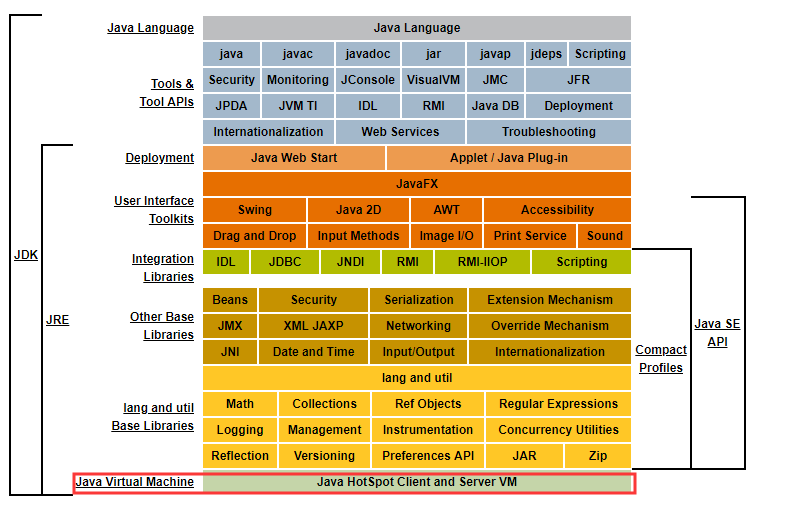 Java Language Java Language
java javac javadoc jar javap jdeps Scripting
Tools & Tool APIs
Security Monitoring JConsole VisualVM JMC JFR
JPDA JVM TI IDL RMI Java DB Deployment
Internationalization Web Services Troubleshooting
Deployment Java Web Start Applet / Java Plug-in
JavaFX
User Interface Toolkits
Swing Java 2D AWT Accessibility
Drag and Drop Input Methods Image I/O Print Service Sound
Integration Libraries
IDL JDBC JNDI RMI RMI-IIOP Scripting
JDK
JRE
Other Base Libraries
Beans Security Serialization Extension Mechanism
JMX XML JAXP Networking Override Mechanism
JNI Date and Time Input/Output Internationalization
Java SE API
Compact Profiles
lang and util
lang and util Base Libraries
Math Collections Ref Objects Regular Expressions
Logging Management Instrumentation Concurrency Utilities
Reflection Versioning Preferences API JAR Zip
Java Virtual Machine Java HotSpot Client and Server VM